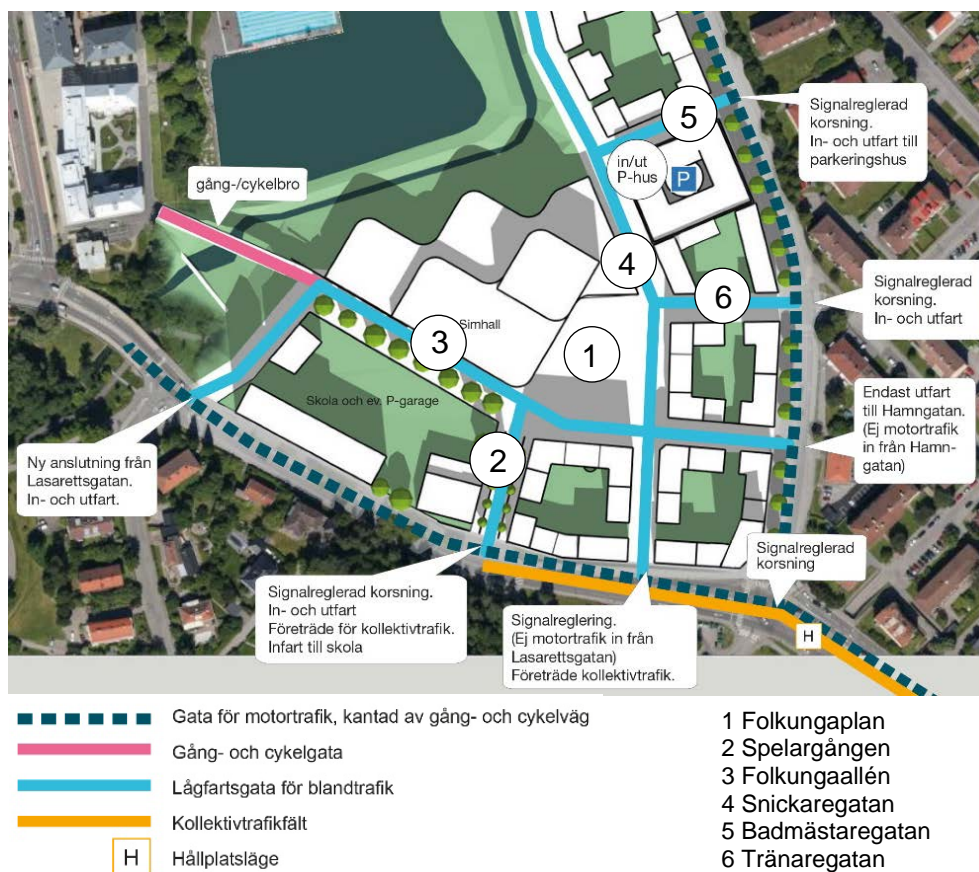 5
Signalreglerad
korsning.
In- och utfart till
parkeringshus
in/ut
P-hus
P
gång-/cykelbro
4
6
Signalreglerad
korsning.
In- och utfart
Simhall
3
1
Endast utfart
till Hamngatan.
(Ej motortrafik
in från Hamn-
gatan)
Skola och ev. P-garage
2
Ny anslutning från
Lasarettsgatan.
In- och utfart.
Signalreglerad
korsning
Signalreglerad korsning.
In- och utfart
Företräde för kollektivtrafik.
Infart till skola
Signalreglering.
(Ej motortrafik in från
Lasarettsgatan)
Företräde kollektivtrafik.
H
Gata för motortrafik, kantad av gång- och cykelväg
Gång- och cykelgata
Lågfartsgata för blandtrafik
Kollektivtrafikfält
H Hållplatsläge
1 Folkungaplan
2 Spelargången
3 Folkungaallén
4 Snickaregatan
5 Badmästaregatan
6 Tränaregatan